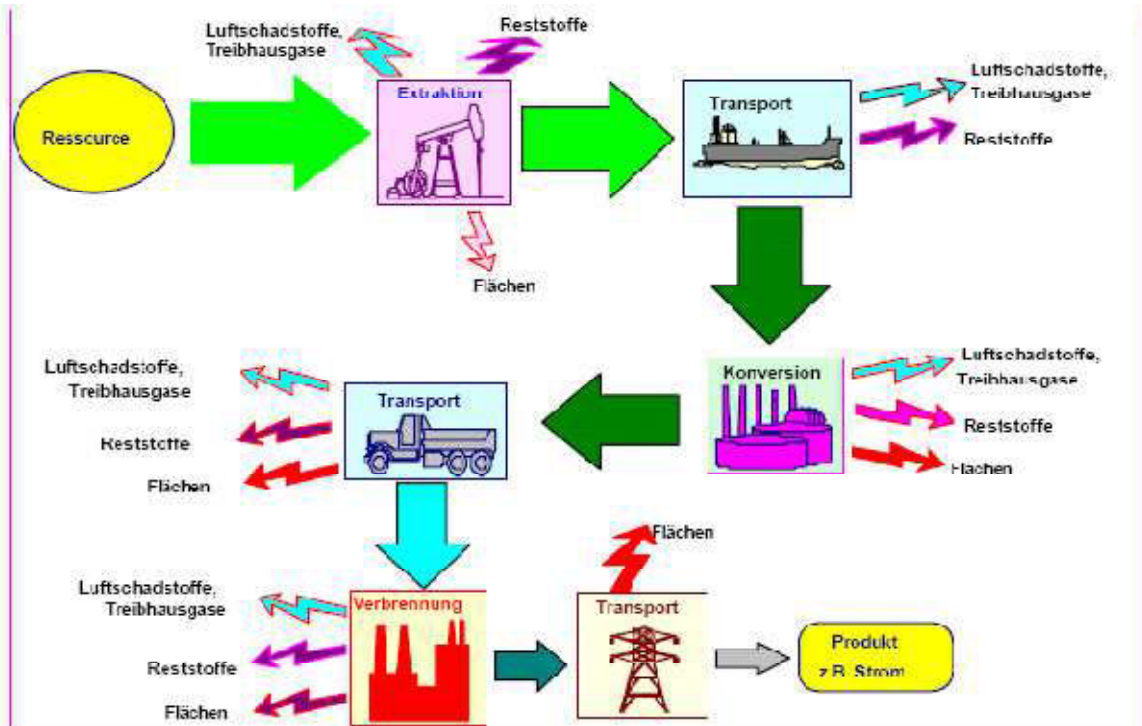 Luftschadstoffe,
Treibhausgase
Reststoffe
Ressource
Extraktion
Flächen
Transport
Luftschadstoffe,
Treibhausgase
Reststoffe
Luftschadstoffe,
Treibhausgase
Reststoffe
Flächen
Transport
Konversion
Luftschadstoffe,
Treibhausgase
Reststoffe
Flächen
Luftschadstoffe,
Treibhausgase
Reststoffe
Flächen
Verbrennung
Flächen
Transport
Produkt
z.B. Strom